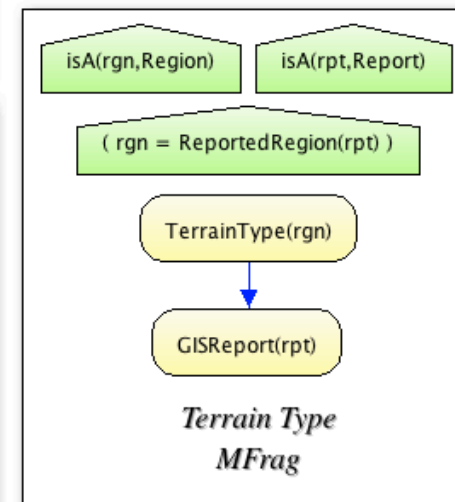 isA(rgn,Region)
isA(rpt,Report)
( rgn = ReportedRegion(rpt) )
TerrainType(rgn)
GISReport(rpt)
Terrain Type
MFrag